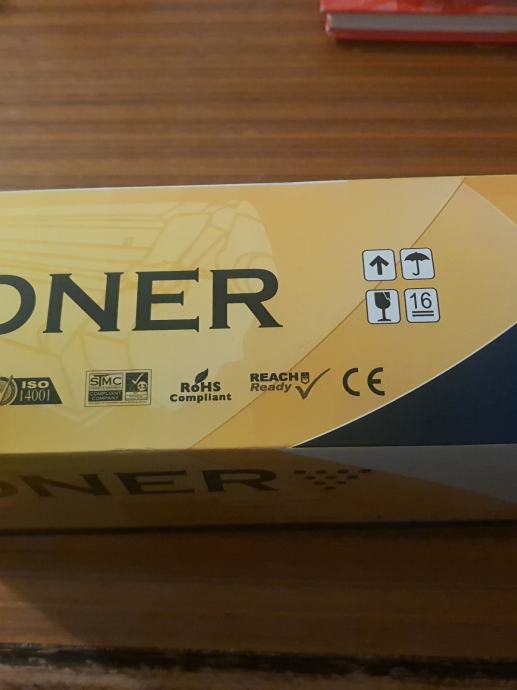 ONER
16
ISO
14001
STMC
COMPLIANT
COMPANY
RoHS
Compliant
REACH
Ready
CE
ONER